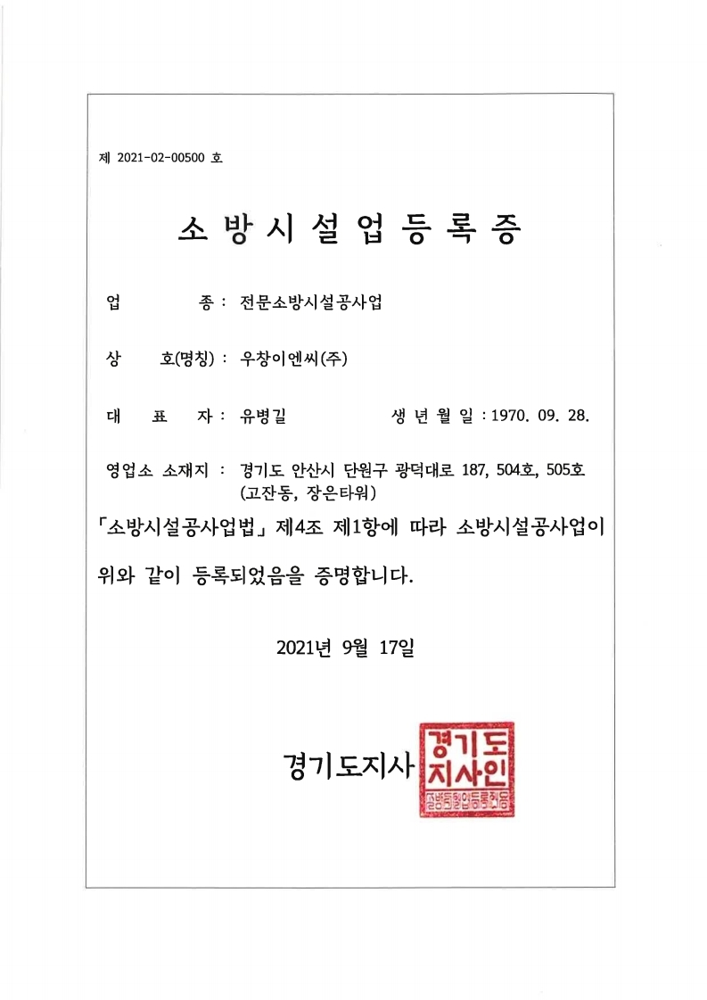 제 2021-02-00500 호
소 방 시 설 업 등 록 증
업 종 : 전문소방시설공사업
상 호(명칭) : 우창이엔씨(주)
대 표 자 : 유병길 생 년 월 일 : 1970. 09. 28.
영업소 소재지 : 경기도 안산시 단원구 광덕대로 187, 504호, 505호
(고잔동, 장은타워)
「소방시설공사업법」 제4조 제1항에 따라 소방시설공사업이
위와 같이 등록되었음을 증명합니다.
2021년 9월 17일
경기도지사
경기도
지사인